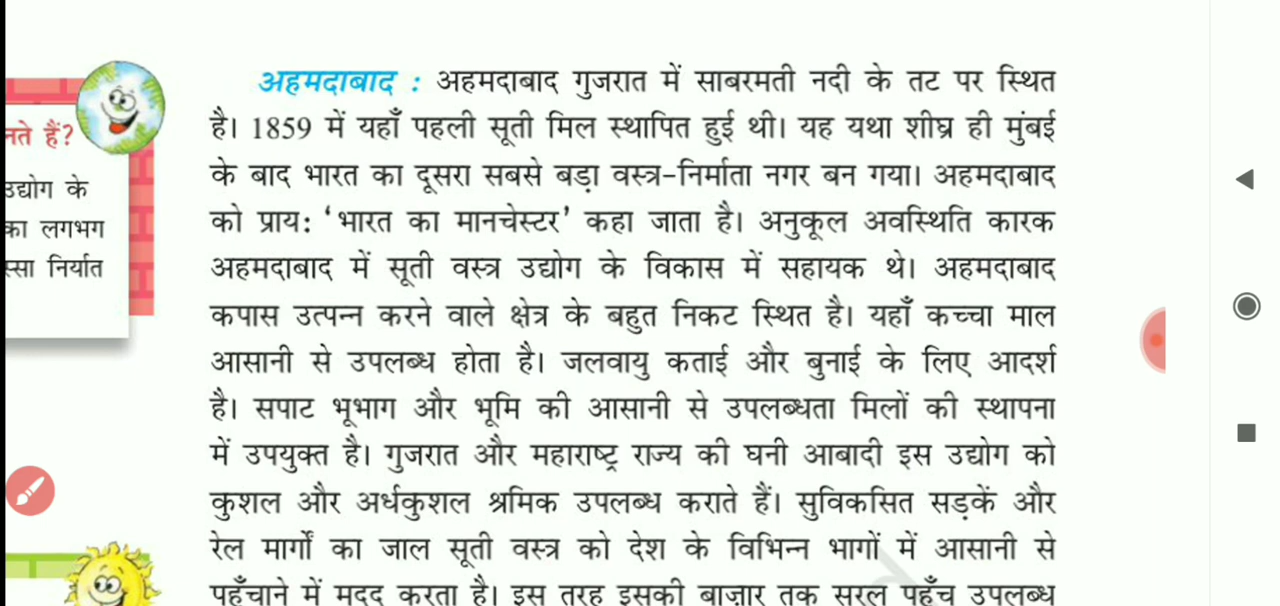 अहमदाबाद : अहमदाबाद गुजरात में साबरमती नदी के तट पर स्थित
है। 1859 में यहाँ पहली सूती मिल स्थापित हुई थी। यह यथा शीघ्र ही मुंबई
के बाद भारत का दूसरा सबसे बड़ा वस्त्र-निर्माता नगर बन गया। अहमदाबाद
को प्राय: ‘भारत का मानचेस्टर’ कहा जाता है। अनुकूल अवस्थिति कारक
अहमदाबाद में सूती वस्त्र उद्योग के विकास में सहायक थे। अहमदाबाद
कपास उत्पन्न करने वाले क्षेत्र के बहुत निकट स्थित है। यहाँ कच्चा माल
आसानी से उपलब्ध होता है। जलवायु कताई और बुनाई के लिए आदर्श
है। सपाट भूभाग और भूमि की आसानी से उपलब्धता मिलों की स्थापना
में उपयुक्त है। गुजरात और महाराष्ट्र राज्य की घनी आबादी इस उद्योग को
कुशल और अर्धकुशल श्रमिक उपलब्ध कराते हैं। सुविकसित सड़कें और
रेल मार्गों का जाल सूती वस्त्र को देश के विभिन्न भागों में आसानी से
पहुँचाने में मदद करता है। इस तरह इसकी बाज़ार तक सरल पहुँच उपलब्ध
हैं?
उद्योग के
का लगभग
निर्यात